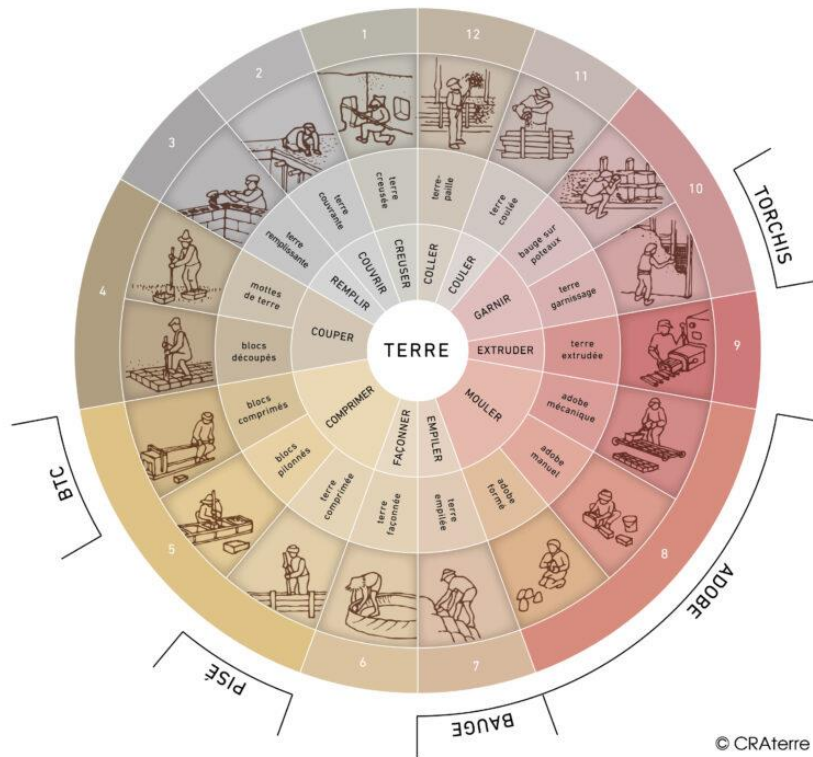 TERRE
1
terre
creusée
CREUSER
12
terre-
paille
COLLER
11
terre
coulée
COULER
10
bauge sur
poteaux
terre
garnissage
GARNIR
TORCHIS
9
terre
extrudée
EXTRUDER
8
adobe
mécanique
adobe
manuel
adobe
formé
MOULER
ADOBE
7
terre
empilée
EMPILER
BAUGE
6
terre
façonnée
FAÇONNER
5
terre
comprimée
blocs
pilonnés
blocs
comprimés
COMPRIMER
PISÉ
BTC
4
blocs
découpés
mottes
de terre
COUPER
3
terre
remplissante
REMPLIR
2
terre
couvrante
COUVRIR
© CRAterre